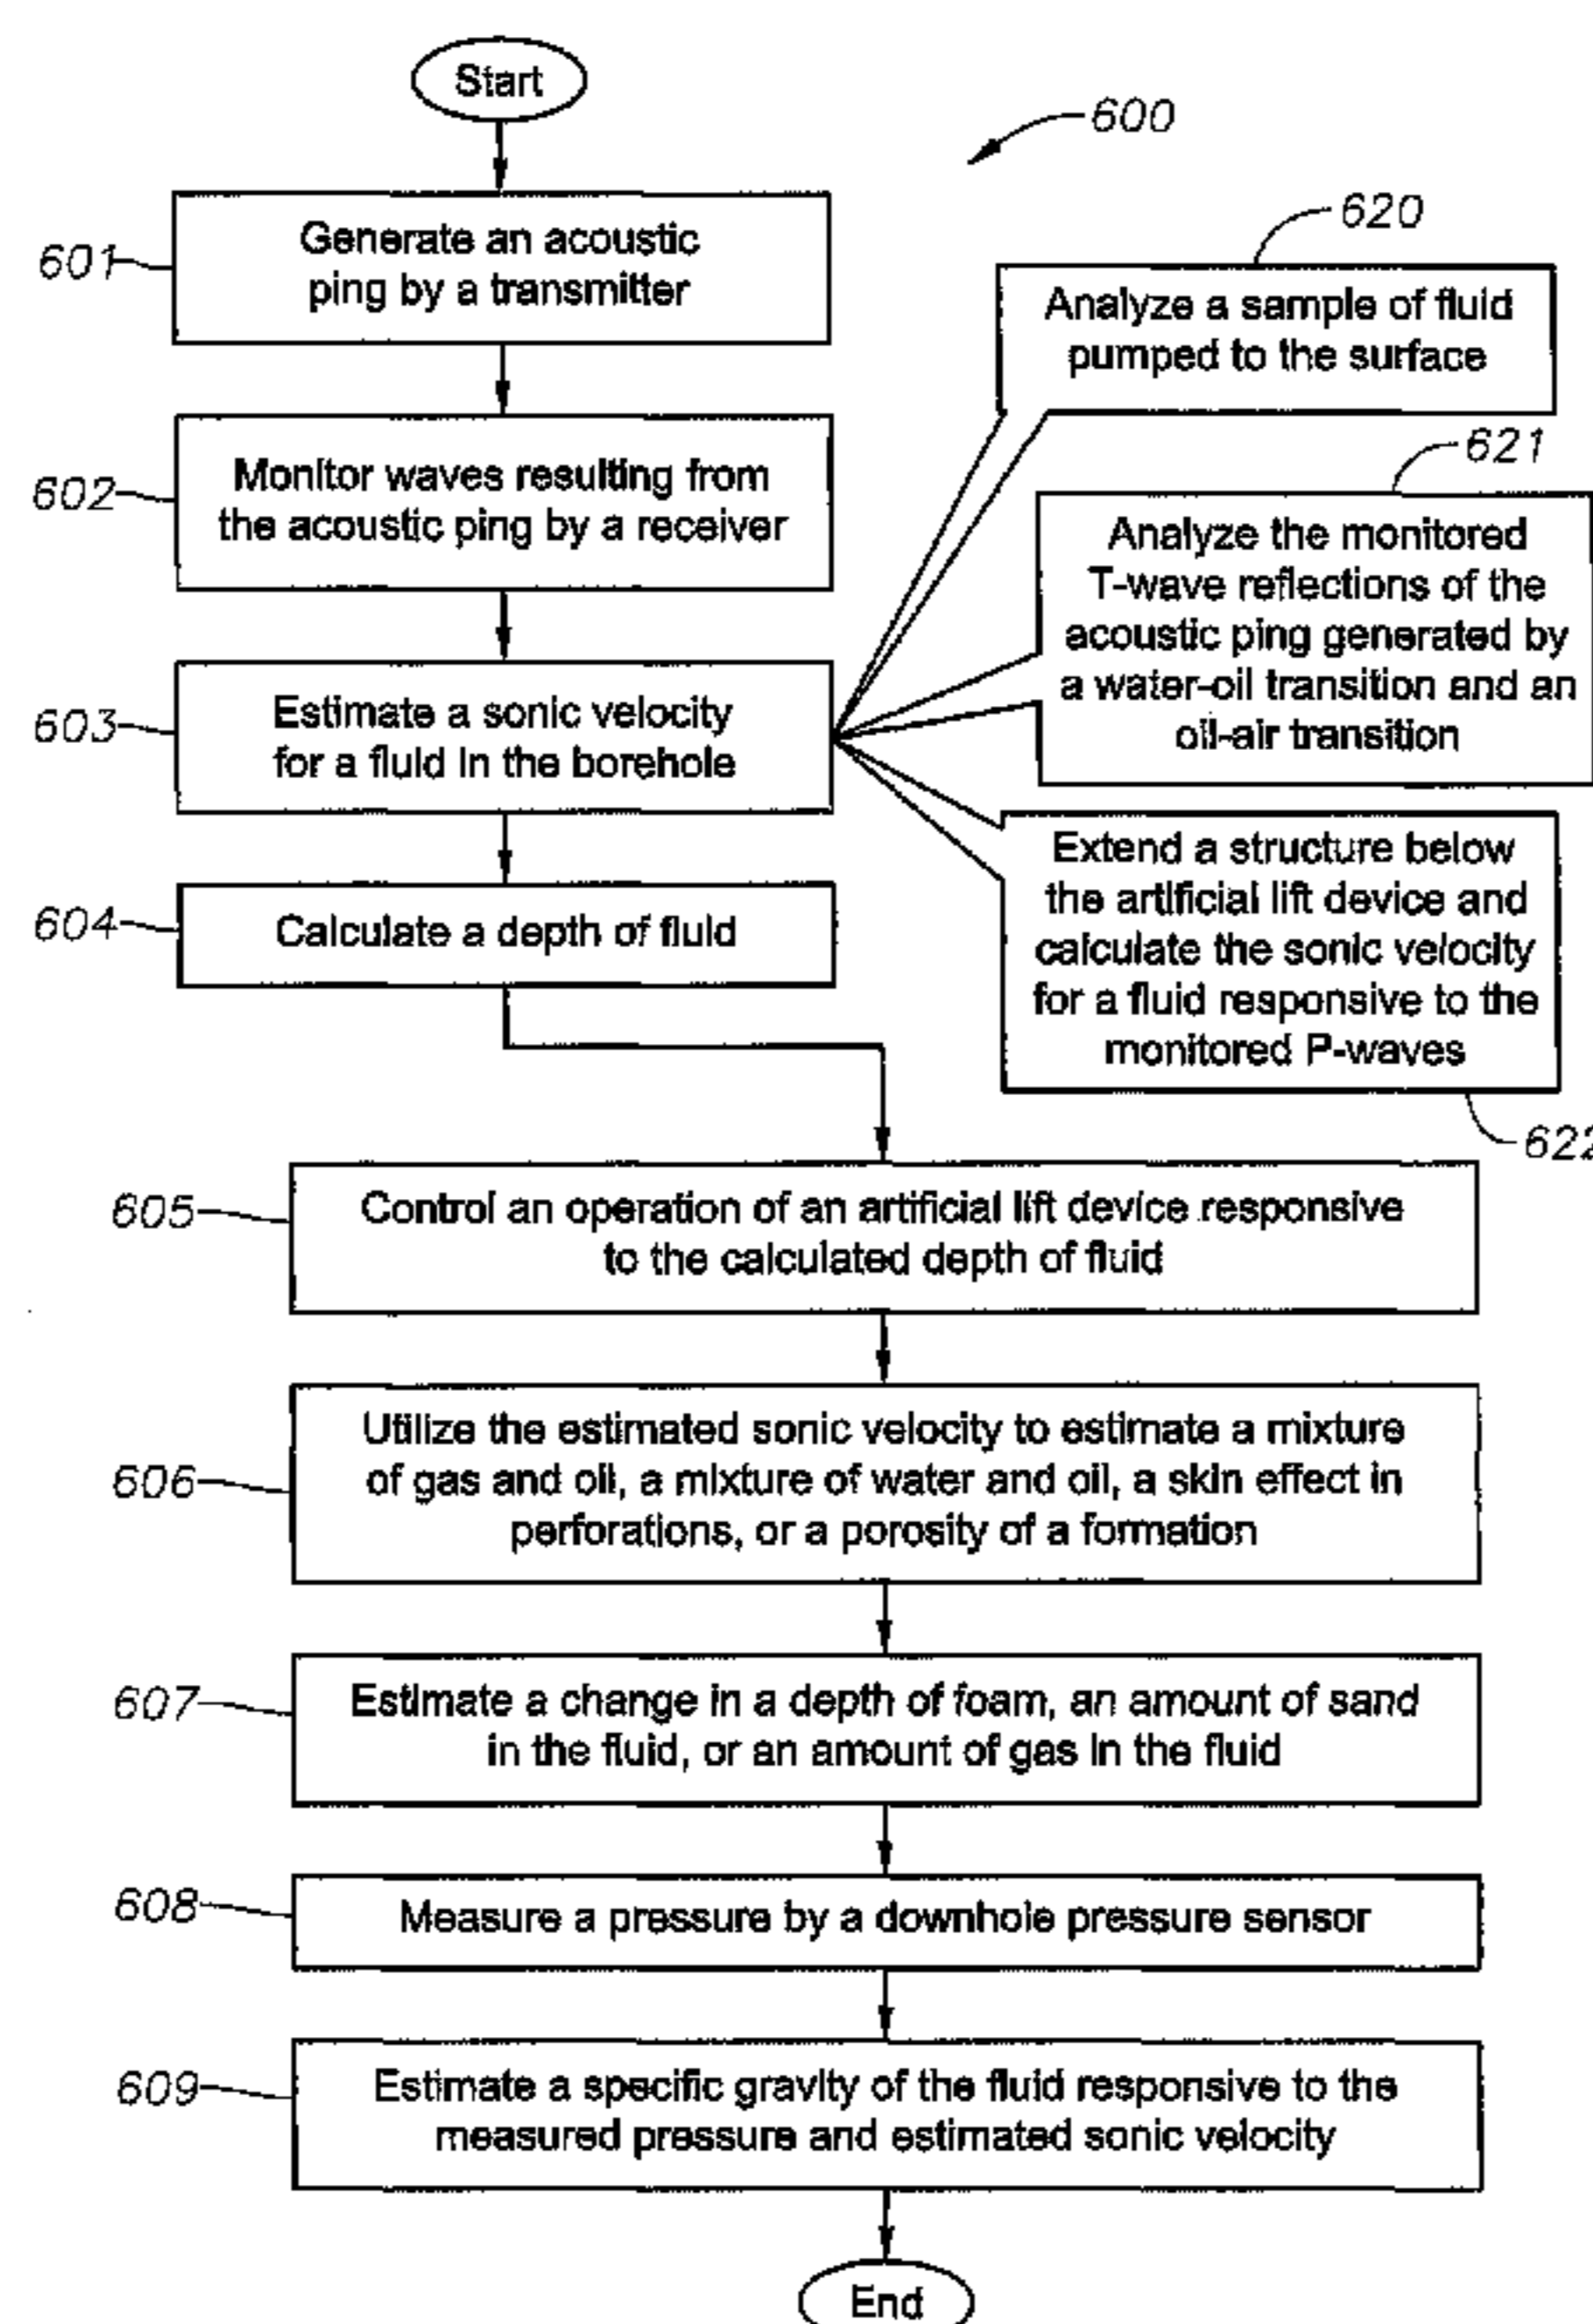 Start
600
601
Generate an acoustic
ping by a transmitter
620
Analyze a sample of fluid
pumped to the surface
602
Monitor waves resulting from
the acoustic ping by a receiver
621
Analyze the monitored
T-wave reflections of the
acoustic ping generated by
a water-oil transition and an
oil-air transition
603
Estimate a sonic velocity
for a fluid in the borehole
622
Extend a structure below
the artificial lift device and
calculate the sonic velocity
for a fluid responsive to the
monitored P-waves
604
Calculate a depth of fluid
605
Control an operation of an artificial lift device responsive
to the calculated depth of fluid
606
Utilize the estimated sonic velocity to estimate a mixture
of gas and oil, a mixture of water and oil, a skin effect in
perforations, or a porosity of a formation
607
Estimate a change in a depth of foam, an amount of sand
in the fluid, or an amount of gas in the fluid
608
Measure a pressure by a downhole pressure sensor
609
Estimate a specific gravity of the fluid responsive to the
measured pressure and estimated sonic velocity
End